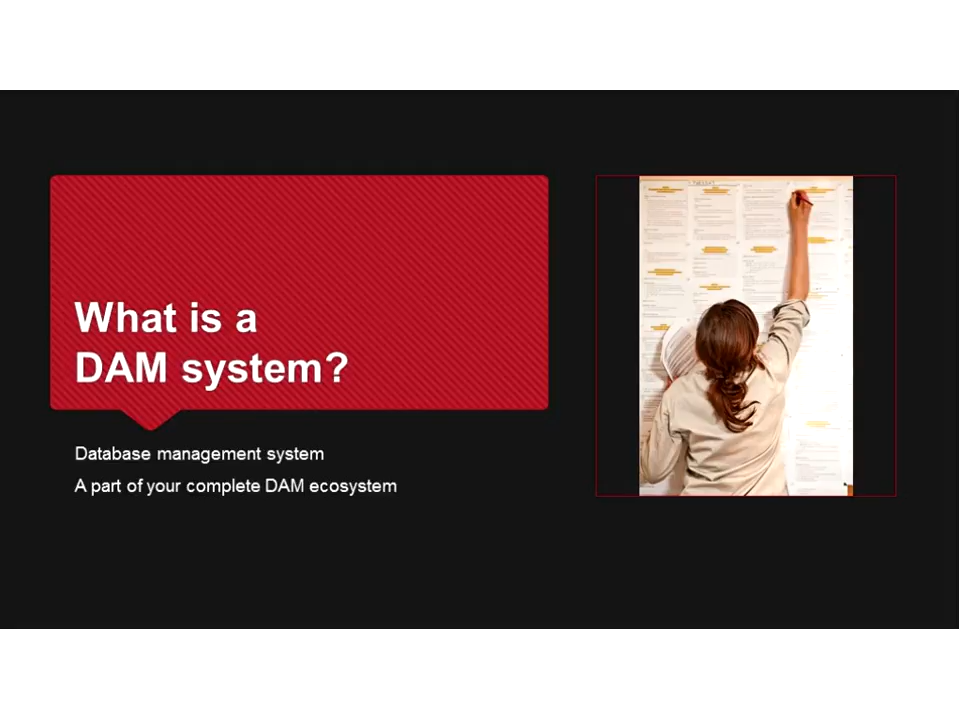 What is a
DAM system?
Database management system
A part of your complete DAM ecosystem